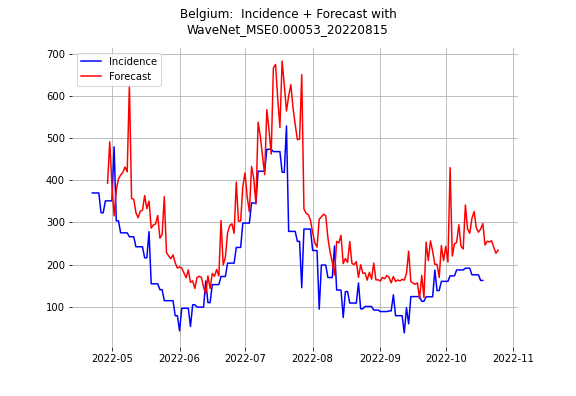 Belgium:  Incidence + Forecast with
WaveNet_MSE0.00053_20220815
Incidence
Forecast
700
600
500
400
300
200
100
2022-05 2022-06 2022-07 2022-08 2022-09 2022-10 2022-11